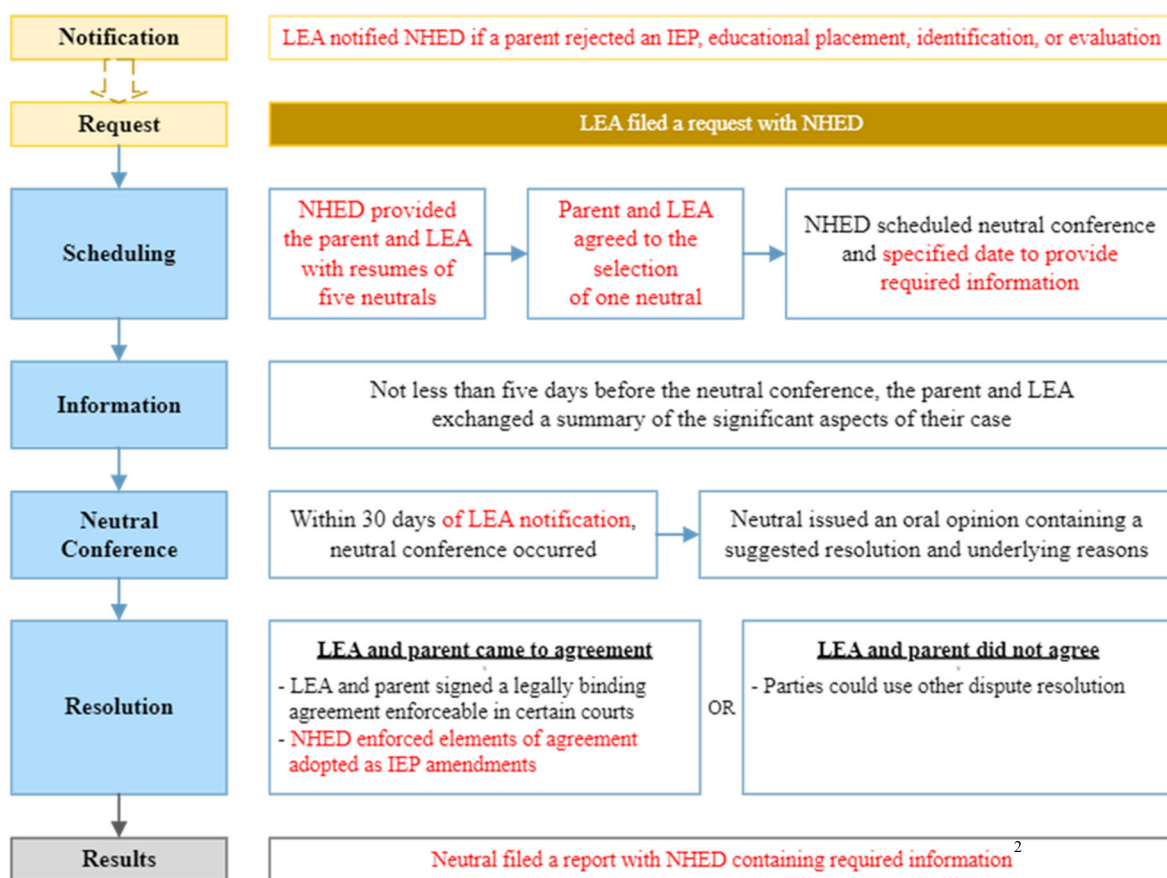 Notification
LEA notified NHED if a parent rejected an IEP, educational placement, identification, or evaluation
Request
LEA filed a request with NHED
Scheduling
NHED provided
the parent and LEA
with resumes of
five neutrals
Parent and LEA
agreed to the
selection
of one neutral
NHED scheduled neutral conference
and specified date to provide
required information
Information
Not less than five days before the neutral conference, the parent and LEA
exchanged a summary of the significant aspects of their case
Neutral
Conference
Within 30 days of LEA notification,
neutral conference occurred
Neutral issued an oral opinion containing a
suggested resolution and underlying reasons
Resolution
LEA and parent came to agreement
- LEA and parent signed a legally binding
agreement enforceable in certain courts
- NHED enforced elements of agreement
adopted as IEP amendments
OR
LEA and parent did not agree
- Parties could use other dispute resolution
Results
Neutral filed a report with NHED containing required information 2